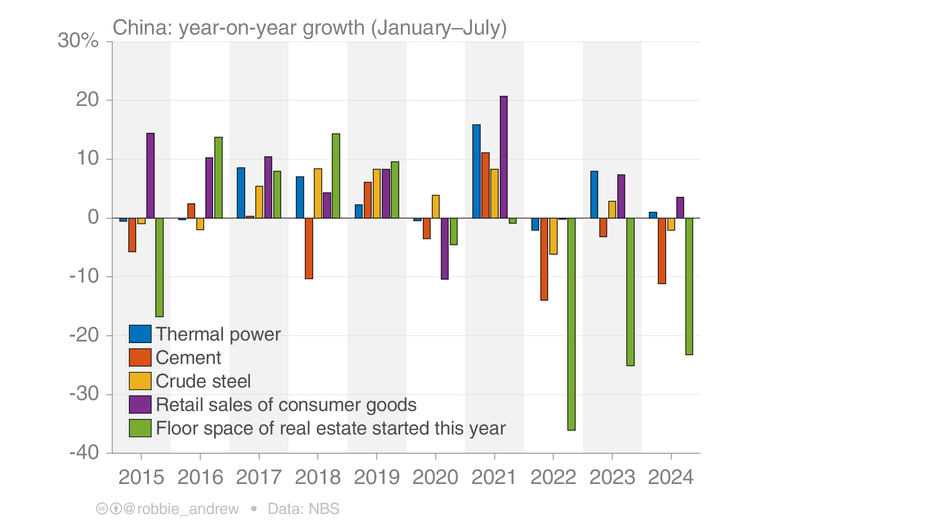 China: year-on-year growth (January–July)
30%
20
10
0
-10
-20
-30
-40
Thermal power
Cement
Crude steel
Retail sales of consumer goods
Floor space of real estate started this year
2015 2016 2017 2018 2019 2020 2021 2022 2023 2024
@robbie_andrew • Data: NBS